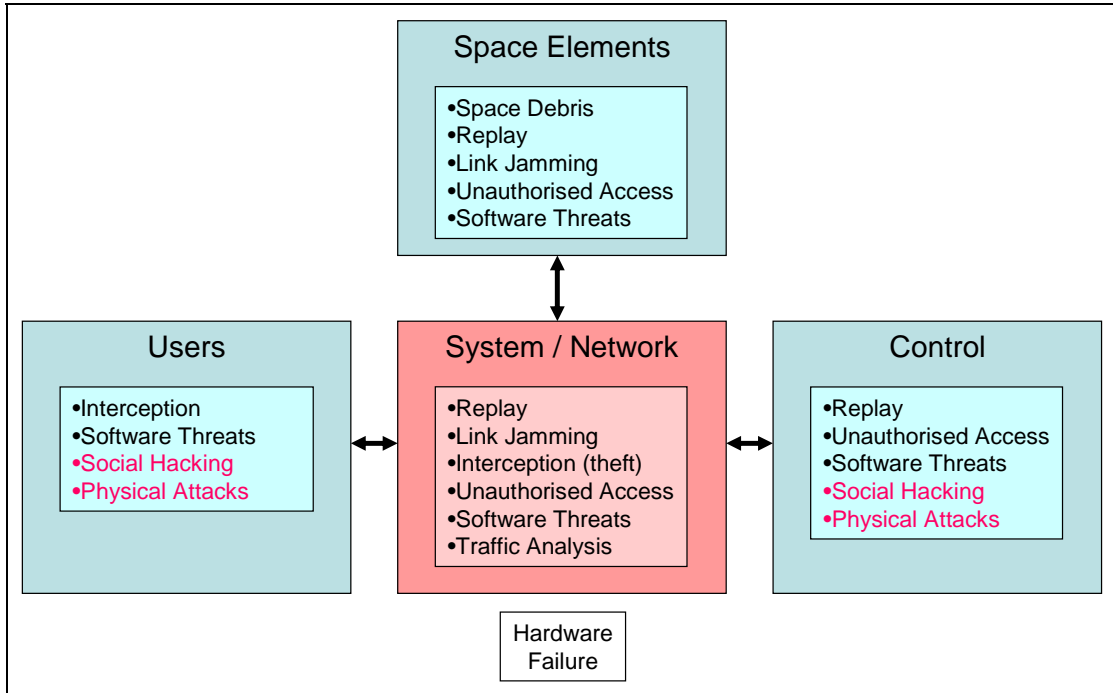 Space Elements
•Space Debris
•Replay
•Link Jamming
•Unauthorised Access
•Software Threats
Users
•Interception
•Software Threats
•Social Hacking
•Physical Attacks
System / Network
•Replay
•Link Jamming
•Interception (theft)
•Unauthorised Access
•Software Threats
•Traffic Analysis
Control
•Replay
•Unauthorised Access
•Software Threats
•Social Hacking
•Physical Attacks
Hardware
Failure